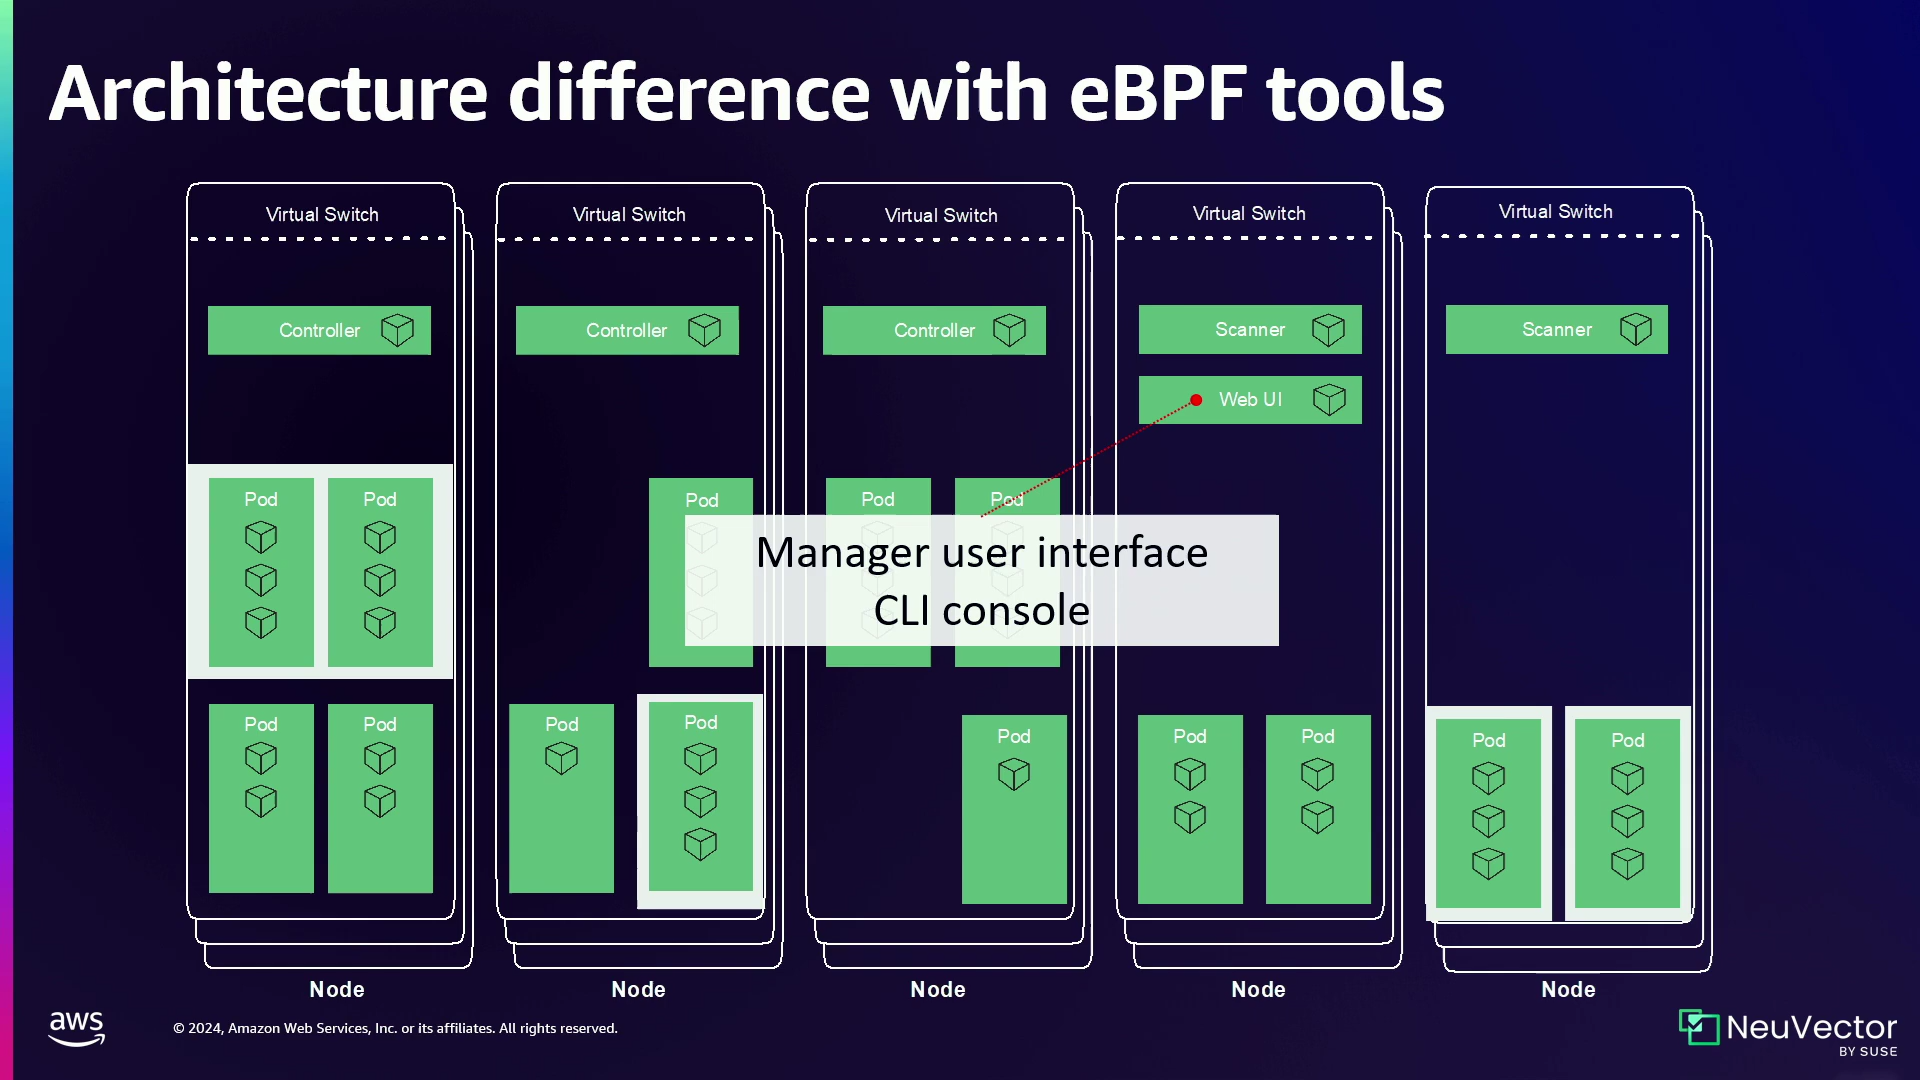 Architecture difference with eBPF tools
Virtual Switch
Virtual Switch
Virtual Switch
Virtual Switch
Virtual Switch
Controller
Controller
Controller
Scanner
Scanner
Web UI
Pod
Pod
Pod
Pod
Pod
Manager user interface
CLI console
Pod
Pod
Pod
Pod
Pod
Pod
Pod
Pod
Pod
Node
Node
Node
Node
Node
aws
© 2024, Amazon Web Services, Inc. or its affiliates. All rights reserved.
NeuVector
BY SUSE